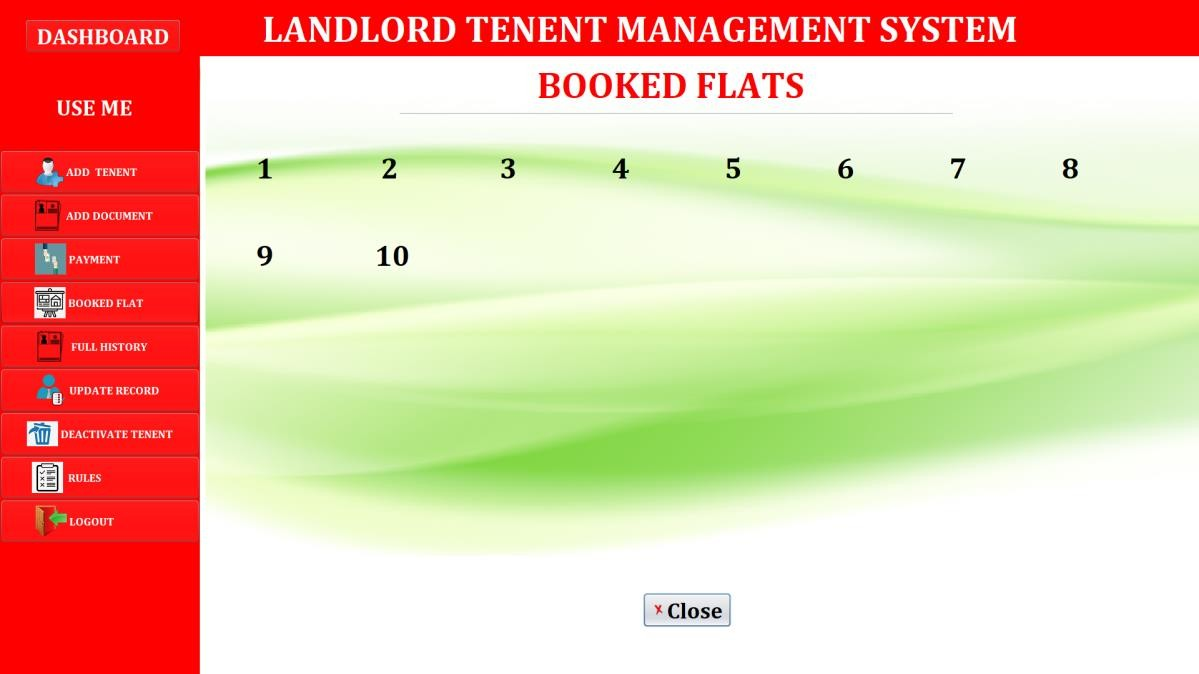 DASHBOARD
LANDLORD TENENT MANAGEMENT SYSTEM
USE ME
ADD TENENT
ADD DOCUMENT
PAYMENT
BOOKED FLAT
FULL HISTORY
UPDATE RECORD
DEACTIVATE TENENT
RULES
LOGOUT
BOOKED FLATS
1 2 3 4 5 6 7 8
9 10
x Close